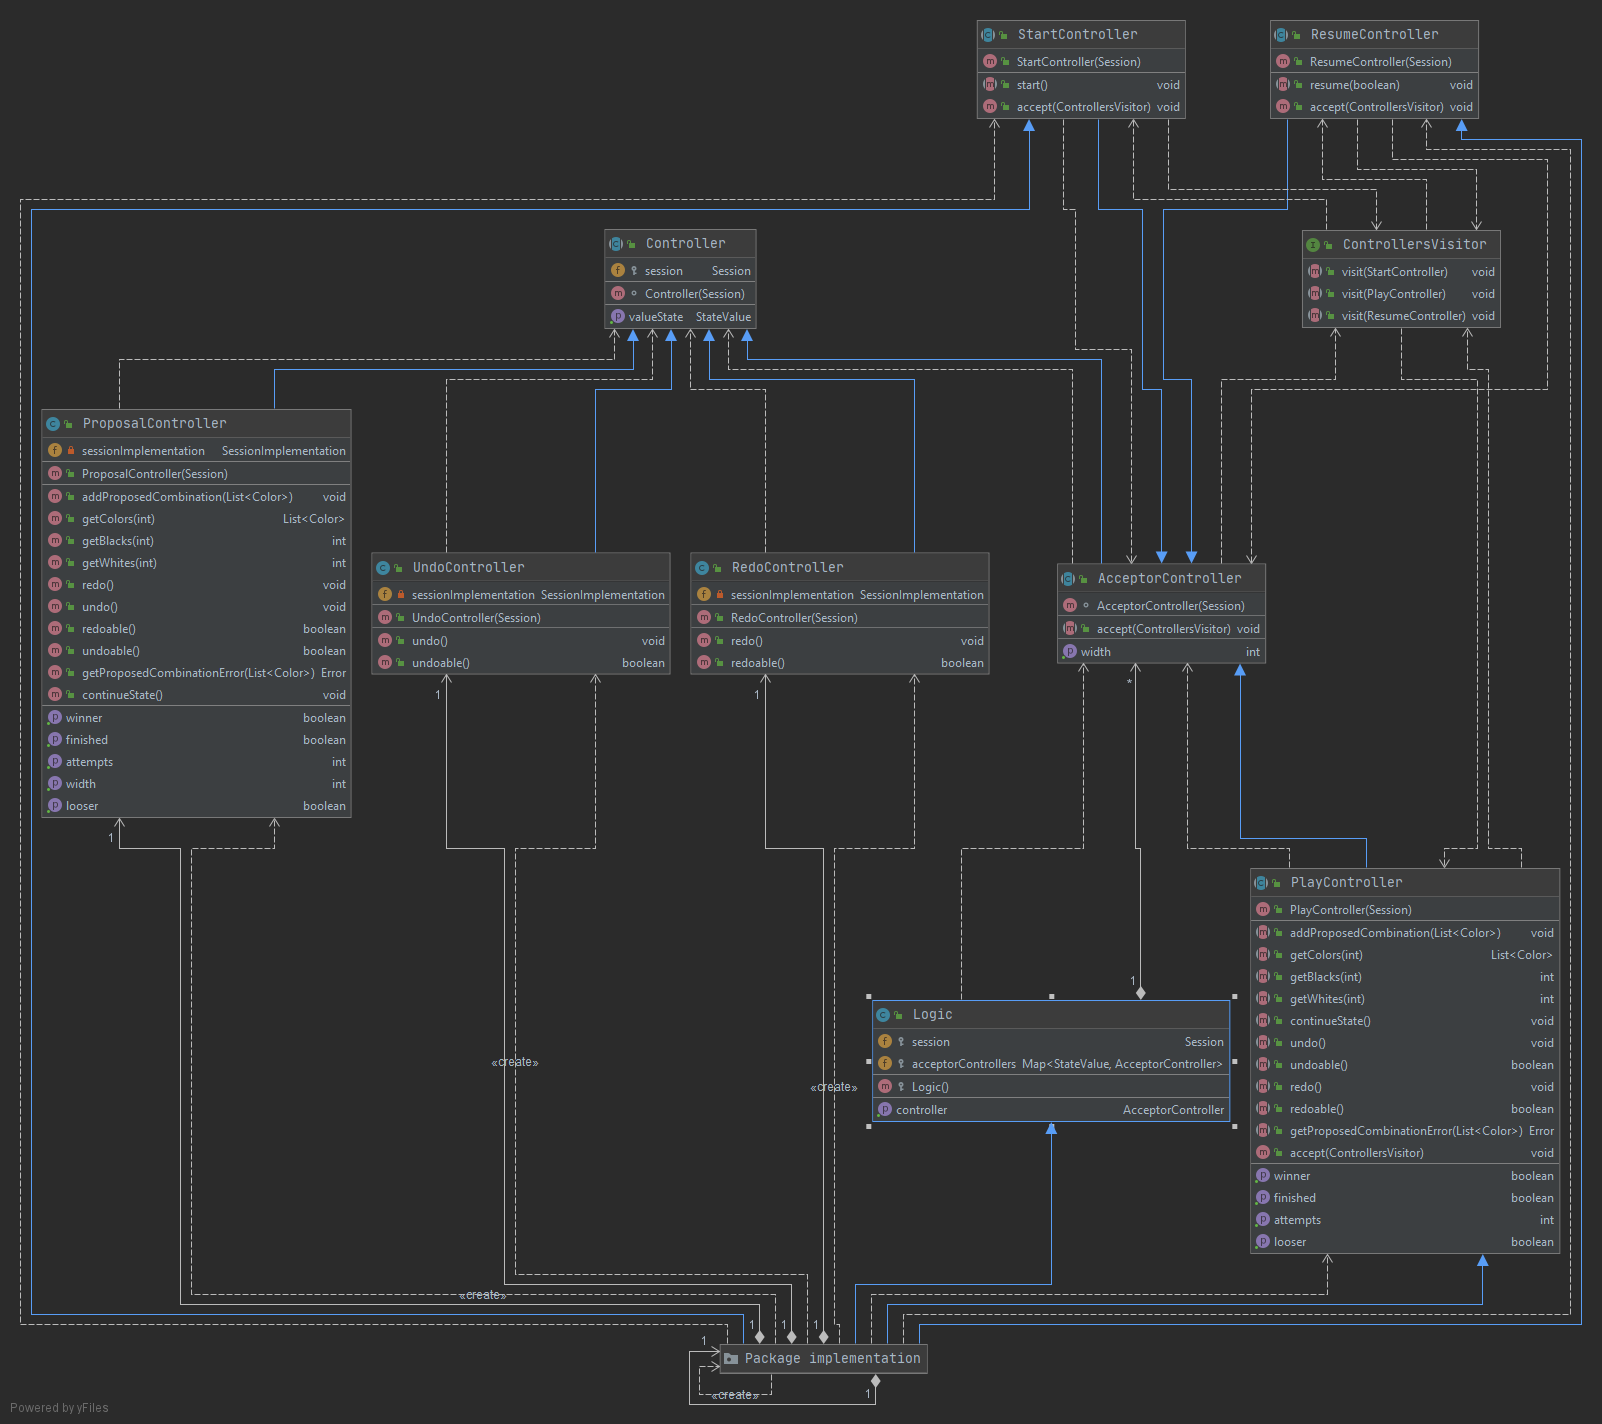 StartController
StartController(Session)
start() void
accept(ControllersVisitor) void
ResumeController
ResumeController(Session)
resume(boolean) void
accept(ControllersVisitor) void
Controller
session Session
Controller(Session)
valueState StateValue
ControllersVisitor
visit(StartController) void
visit(PlayController) void
visit(ResumeController) void
ProposalController
sessionImplementation SessionImplementation
ProposalController(Session)
addProposedCombination(List<Color>) void
getColors(int) List<Color>
getBlacks(int) int
getWhites(int) int
redo() void
undo() void
redoable() boolean
undoable() boolean
getProposedCombinationError(List<Color>) Error
continueState() void
winner boolean
finished boolean
attempts int
width int
looser boolean
1
UndoController
sessionImplementation SessionImplementation
UndoController(Session)
undo() void
undoable() boolean
1
RedoController
sessionImplementation SessionImplementation
RedoController(Session)
redo() void
redoable() boolean
1
AcceptorController
AcceptorController(Session)
accept(ControllersVisitor) void
width int
*
PlayController
PlayController(Session)
addProposedCombination(List<Color>) void
getColors(int) List<Color>
getBlacks(int) int
getWhites(int) int
continueState() void
undo() void
undoable() boolean
redo() void
redoable() boolean
getProposedCombinationError(List<Color>) Error
accept(ControllersVisitor) void
winner boolean
finished boolean
attempts int
looser boolean
1
Logic
session Session
acceptorControllers Map<StateValue, AcceptorController>
Logic()
controller AcceptorController
«create»
«create»
«create»
1
1
1
1
Package implementation
«create»
1
Powered by yFiles